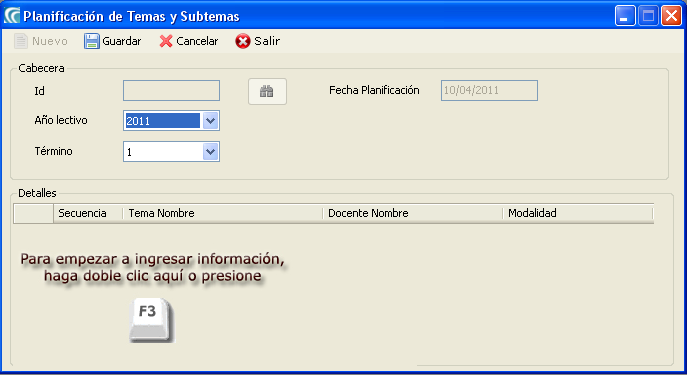 Planificación de Temas y Subtemas
Nuevo Guardar Cancelar Salir
Cabecera
Id Fecha Planificación 10/04/2011
Año lectivo 2011
Término 1
Detalles
Secuencia Tema Nombre Docente Nombre Modalidad
Para empezar a ingresar información,
haga doble clic aquí o presione
F3